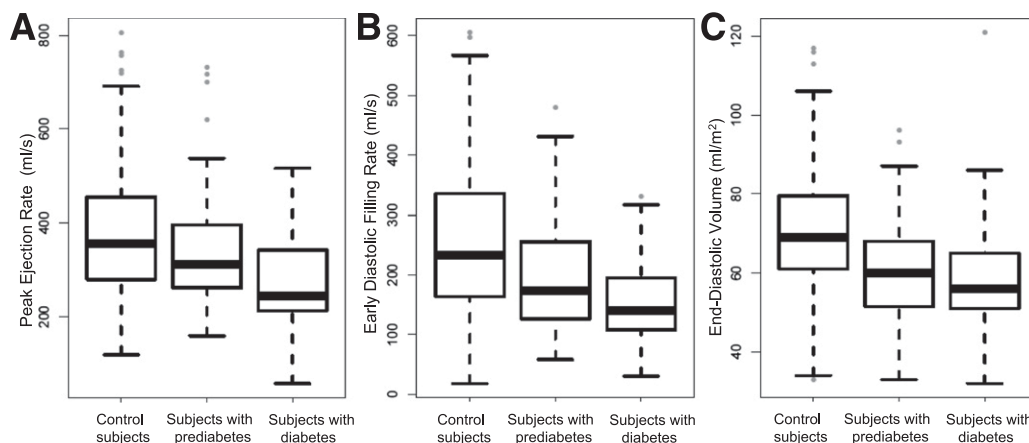 A
Peak Ejection Rate (ml/s)
800
600
400
200
Control
subjects
Subjects with
prediabetes
Subjects with
diabetes
B
Early Diastolic Filling Rate (ml/s)
600
500
400
300
200
100
0
Control
subjects
Subjects with
prediabetes
Subjects with
diabetes
C
End-Diastolic Volume (ml/m²)
120
100
80
60
40
Control
subjects
Subjects with
prediabetes
Subjects with
diabetes